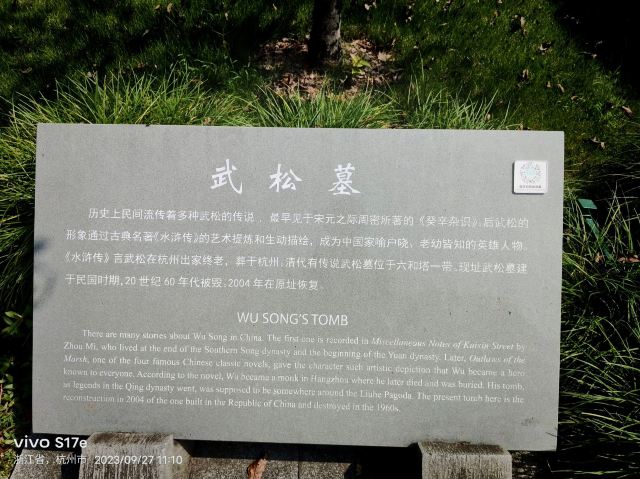 武松墓
历史上民间流传着多种武松的传说，最早见于宋元之际周密所著的《癸辛杂识》；后武松的
形象通过古典名著《水浒传》的艺术提炼和生动描绘，成为中国家喻户晓、老幼皆知的英雄人物。
《水浒传》言武松在杭州出家终老，葬于杭州；清代有传说武松墓位于六和塔一带。现址武松墓建
于民国时期，20世纪60年代被毁。2004年在原址恢复。
WU SONG'S TOMB
There are many stories about Wu Song in China. The first one is recorded in Miscellaneous Notes of Kuixin Street by
Zhou Mi, who lived at the end of the Southern Song dynasty and the beginning of the Yuan dynasty. Later, Outlaws of the
Marsh, one of the four famous Chinese classic novels, gave the character such artistic depiction that Wu became a hero
known to everyone. According to the novel, Wu became a monk in Hangzhou where he later died and was buried. His tomb,
as legends in the Qing dynasty went, was supposed to be somewhere around the Liuhe Pagoda. The present tomb here is the
reconstruction in 2004 of the one built in the Republic of China and destroyed in the 1960s.
vivo S17e
浙江省，杭州市 2023/09/27 11:10